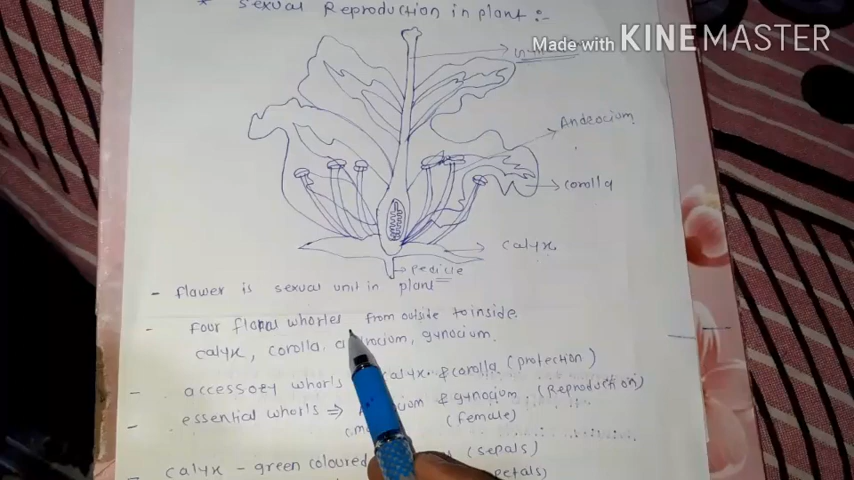 * Sexual Reproduction in plant :-
Made with KINEMASTER
Androcium
corolla
calyx
Pedicle
- flower is sexual unit in plant
- Four floral whorles from outside to inside
calyx, corolla, gynocium.
- accessory whorls calyx & corolla (protection)
- essential whorls ⇒ & gynocium (Reproduction)
(female)
- calyx - green coloured (sepals)
petals)